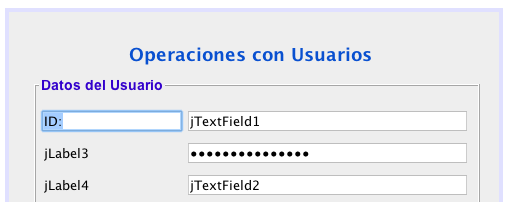 Operaciones con Usuarios
Datos del Usuario
ID: jTextField1
jLabel3 ●●●●●●●●●●●●●●●
jLabel4 jTextField2